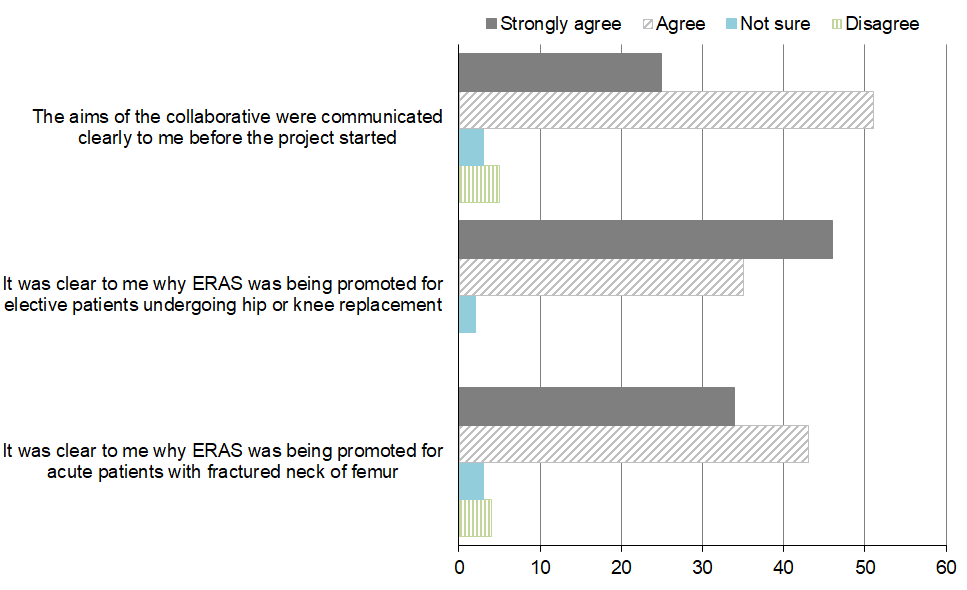 Strongly agree Agree Not sure Disagree
The aims of the collaborative were communicated
clearly to me before the project started
It was clear to me why ERAS was being promoted for
elective patients undergoing hip or knee replacement
It was clear to me why ERAS was being promoted for
acute patients with fractured neck of femur
0 10 20 30 40 50 60